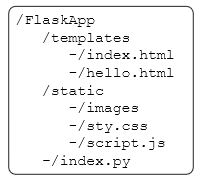 /FlaskApp
/templates
-/index.html
-/hello.html
/static
-/images
-/sty.css
-/script.js
-/index.py